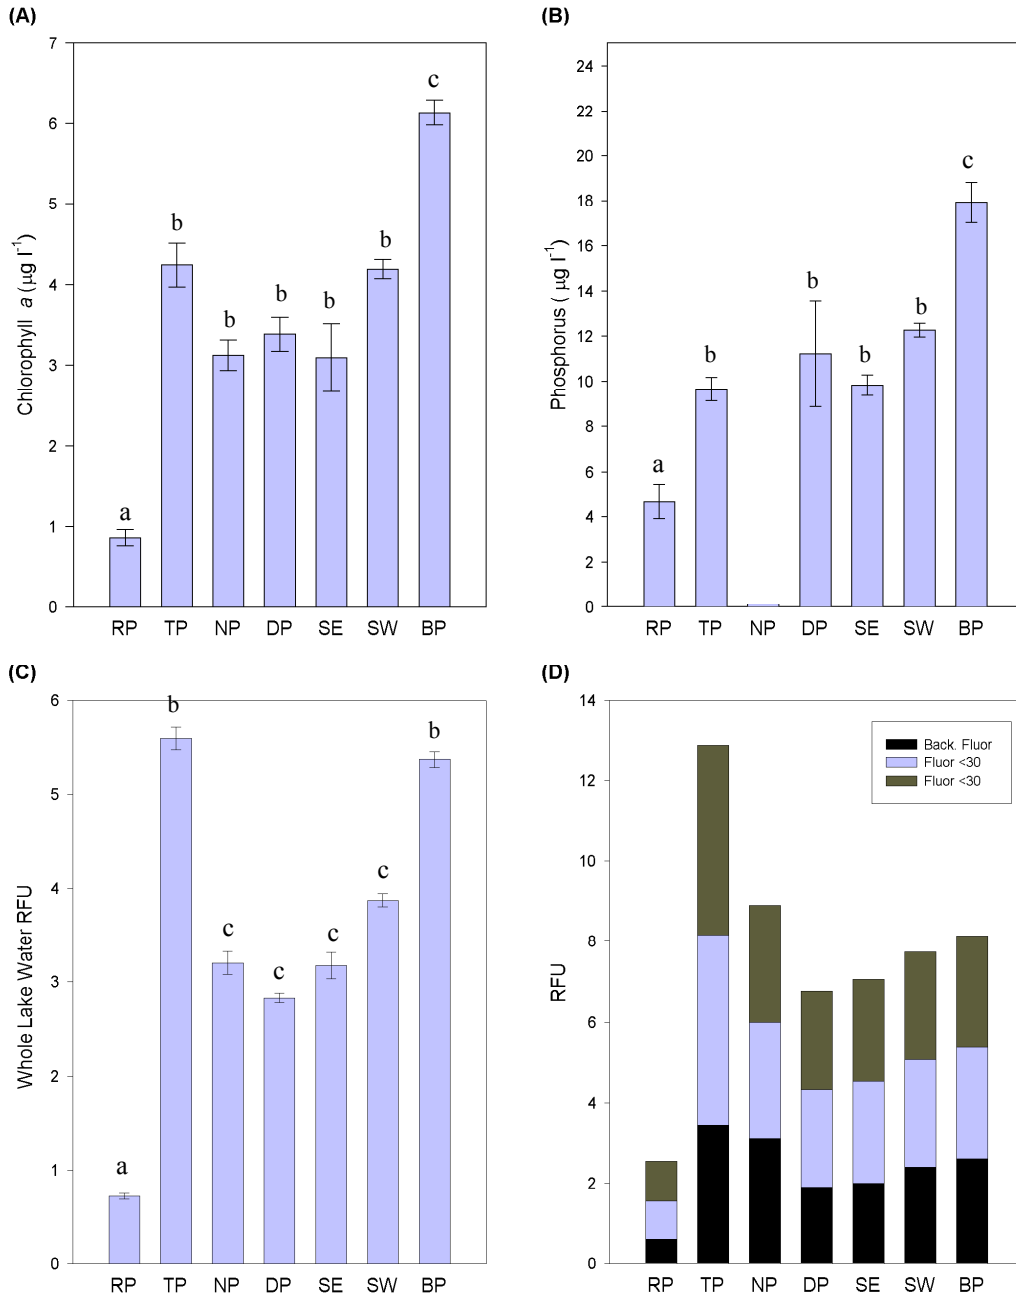 (A)
7
6
5
4
3
2
1
0
Chlorophyll a (µg l-1)
a
b
b
b
b
b
c
RP TP NP DP SE SW BP
(B)
24
22
20
18
16
14
12
10
8
6
4
2
0
Phosphorus ( µg l-1)
a
b
b
b
b
c
RP TP NP DP SE SW BP
(C)
6
5
4
3
2
1
0
Whole Lake Water RFU
a
b
c
c
c
c
b
RP TP NP DP SE SW BP
(D)
14
12
10
8
6
4
2
0
RFU
Back. Fluor
Fluor <30
Fluor <30
RP TP NP DP SE SW BP